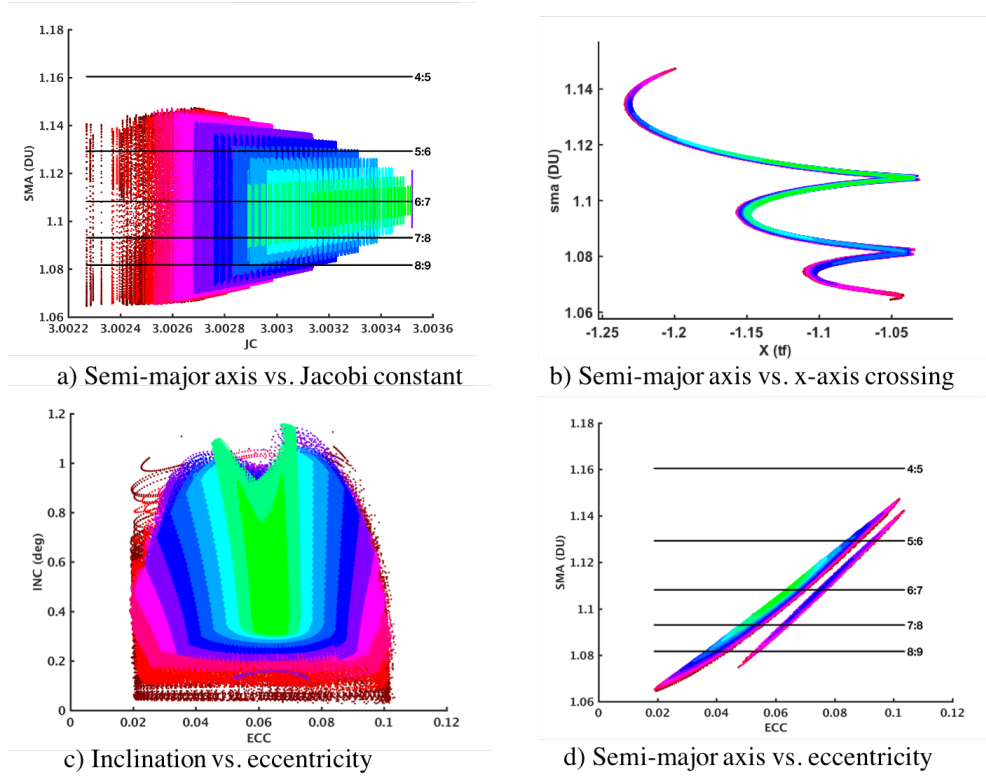 1.18
1.16
1.14
1.12
1.1
1.08
1.06
SMA (DU)
4:5
5:6
6:7
7:8
8:9
3.0022 3.00224 3.00226 3.00228 3.003 3.00032 3.00034 3.00036
JC
a) Semi-major axis vs. Jacobi constant
1.14
1.12
1.1
1.08
1.06
sma (DU)
-1.25 -1.2 -1.15 -1.1 -1.05
X (tf)
b) Semi-major axis vs. x-axis crossing
1.2
1
0.8
0.6
0.4
0.2
0
INC (deg)
0 0.02 0.04 0.06 0.08 0.1 0.12
ECC
c) Inclination vs. eccentricity
1.18
1.16
1.14
1.12
1.1
1.08
1.06
SMA (DU)
4:5
5:6
6:7
7:8
8:9
0 0.02 0.04 0.06 0.08 0.1 0.12
ECC
d) Semi-major axis vs. eccentricity